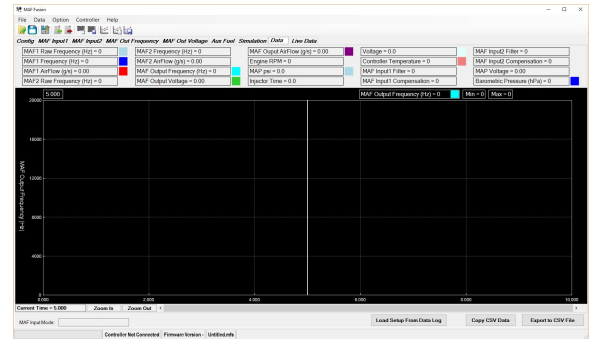 MAF Fusion
File Data Option Controller Help
Config MAF Input1 MAF Input2 MAF Out Frequency MAF Out Voltage Aux Fuel Simulation Data Live Data
MAF1 Raw Frequency (Hz) = 0 MAF2 Frequency (Hz) = 0 MAF Ouput AirFlow (g/s) = 0.00 Voltage = 0.0 MAF Input2 Filter = 0
MAF1 Frequency (Hz) = 0 MAF2 AirFlow (g/s) = 0.00 Engine RPM = 0 Controller Temperature = 0 MAF Input2 Compensation = 0
MAF1 AirFlow (g/s) = 0.00 MAF Output Frequency (Hz) = 0 MAP psi = 0 MAF Input1 Filter = 0 MAP Voltage = 0.00
MAF2 Raw Frequency (Hz) = 0 MAF Output Voltage = 0.00 Injector Time = 0.0 MAF Input1 Compensation = 0 Barometric Pressure (hPa) = 0
5.000 MAF Output Frequency (Hz) = 0 Min = 0 Max = 0
20000
16000
12000
MAF Output Frequency (Hz)
8000
4000
0
0.000 2.000 4.000 6.000 8.000 10.000
Current Time = 5.000 Zoom In Zoom Out
MAF Input Mode: Load Setup From Data Log Copy CSV Data Export to CSV File
Controller Not Connected Firmware Version - Untitled.mfs